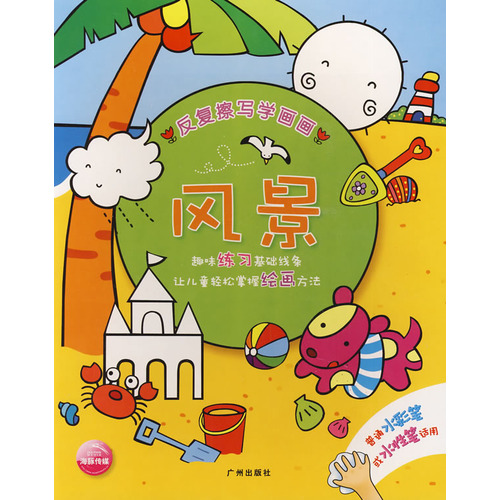 反复擦写学画画
风景
趣味练习基础线条
让儿童轻松掌握绘画方法
普通水彩笔
或水性笔适用
海豚传媒
广州出版社